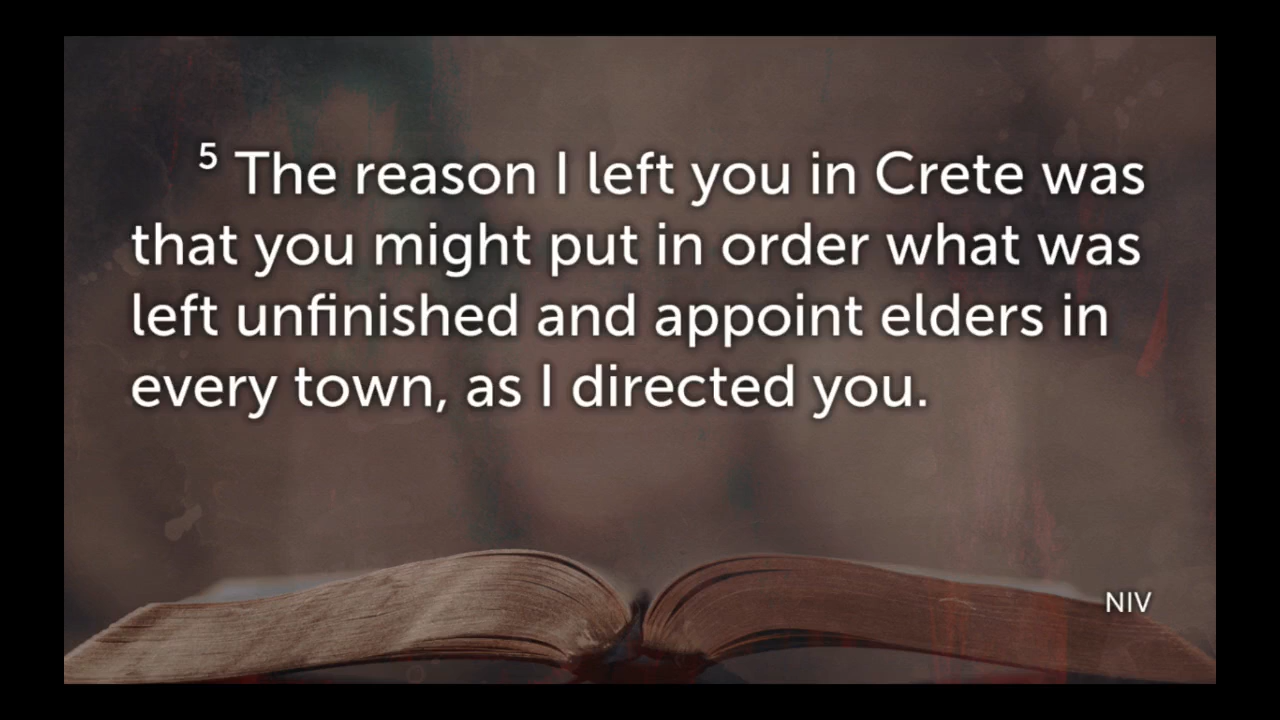 5 The reason I left you in Crete was
that you might put in order what was
left unfinished and appoint elders in
every town, as I directed you.
NIV